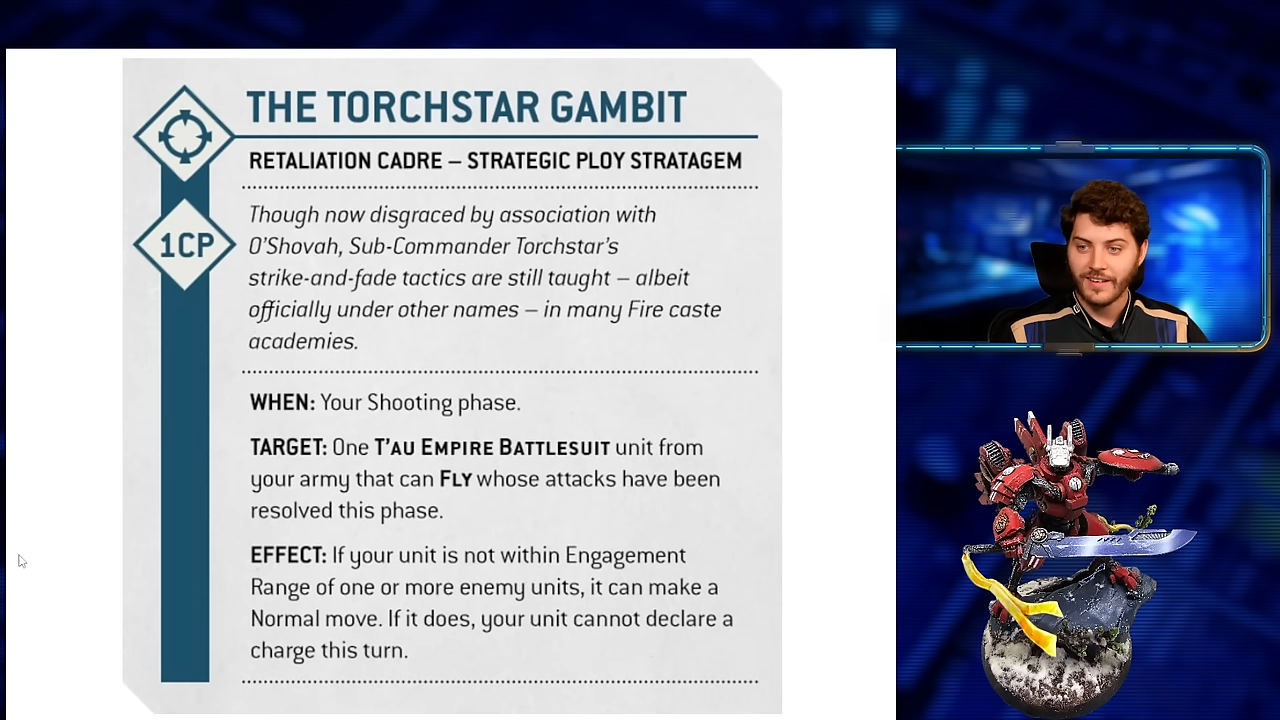 THE TORCHSTAR GAMBIT
RETALIATION CADRE – STRATEGIC PLOY STRATAGEM
1CP
Though now disgraced by association with
O'Shovah, Sub-Commander Torchstar's
strike-and-fade tactics are still taught – albeit
officially under other names – in many Fire caste
academies.
WHEN: Your Shooting phase.
TARGET: One T'AU EMPIRE BATTLESUIT unit from
your army that can FLY whose attacks have been
resolved this phase.
EFFECT: If your unit is not within Engagement
Range of one or more enemy units, it can make a
Normal move. If it does, your unit cannot declare a
charge this turn.